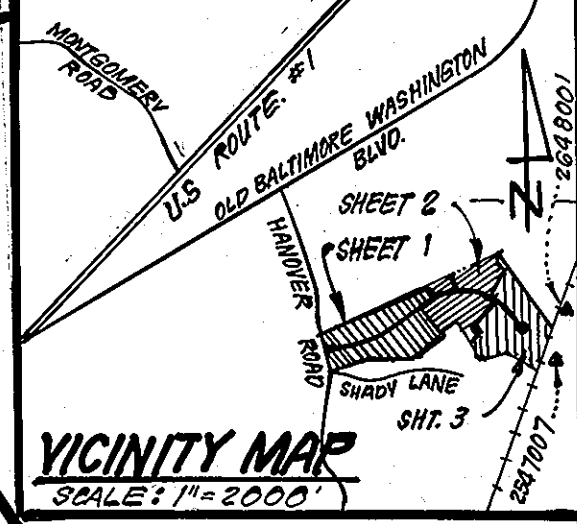 MONTGOMERY
ROAD
U.S ROUTE. #1
OLD BALTIMORE WASHINGTON
BLVD.
HANOVER
ROAD
SHEET 2
SHEET 1
N
2648001
SHADY LANE
SHT. 3
2547007
VICINITY MAP
SCALE: 1"=2000'